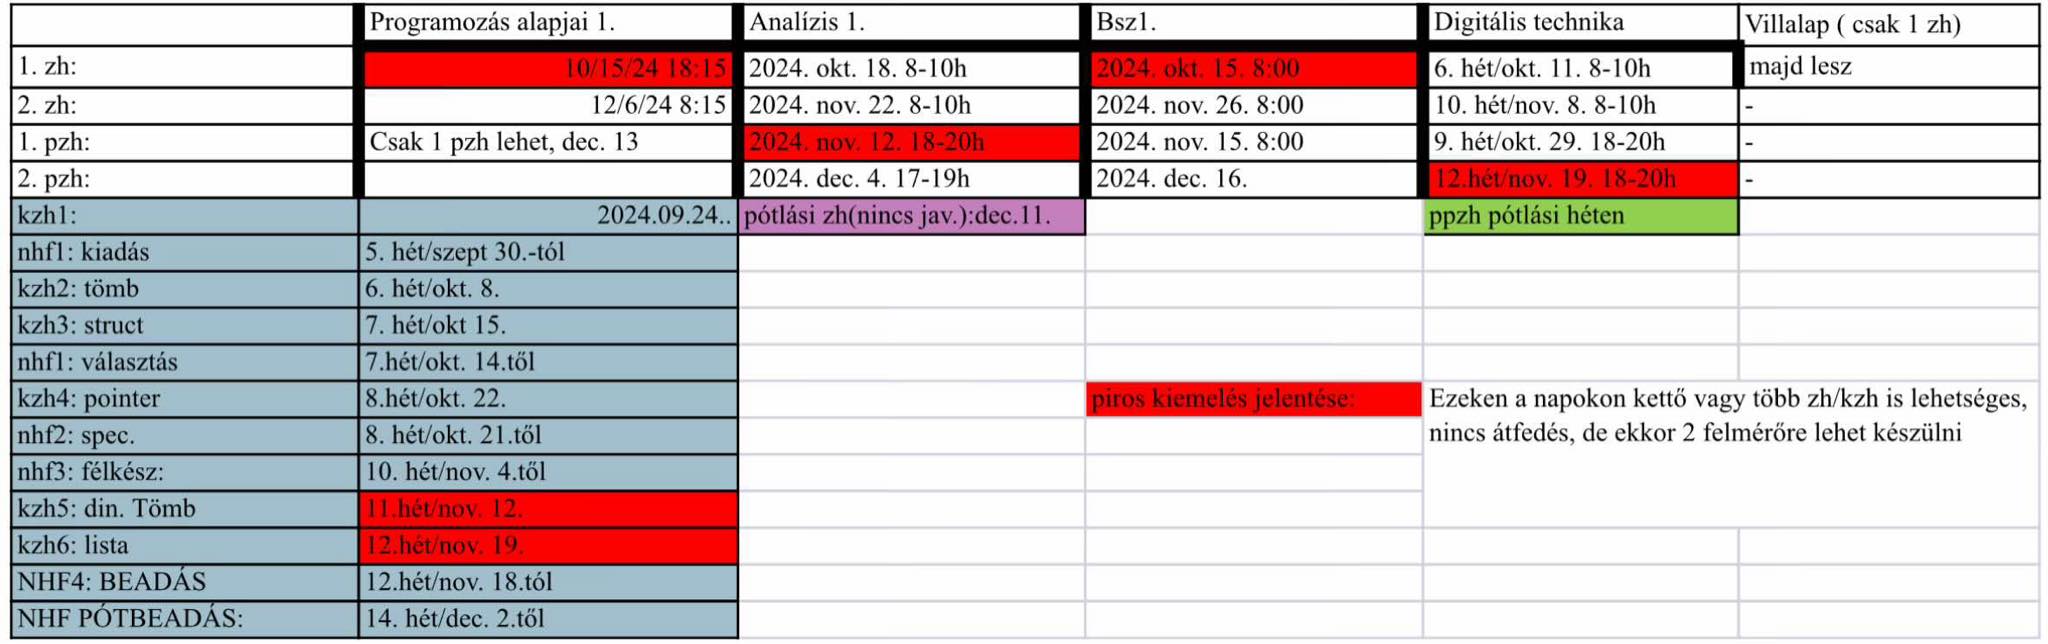 Programozás alapjai 1. Analízis 1. Bsz1. Digitális technika Villalap ( csak 1 zh)
1. zh: 10/15/24 18:15 2024. okt. 18. 8-10h 2024. okt. 15. 8:00 6. hét/okt. 11. 8-10h majd lesz
2. zh: 12/6/24 8:15 2024. nov. 22. 8-10h 2024. nov. 26. 8:00 10. hét/nov. 8. 8-10h -
1. pzh: Csak 1 pzh lehet, dec. 13 2024. nov. 12. 18-20h 2024. nov. 15. 8:00 9. hét/okt. 29. 18-20h -
2. pzh: 2024. dec. 4. 17-19h 2024. dec. 16. 12.hét/nov. 19. 18-20h -
kzh1: 2024.09.24.. pótlási zh(nincs jav.):dec.11. ppzh pótlási héten
nhf1: kiadás 5. hét/szept 30.-tól
kzh2: tömb 6. hét/okt. 8.
kzh3: struct 7. hét/okt 15.
nhf1: választás 7.hét/okt. 14.től
kzh4: pointer 8.hét/okt. 22. piros kiemelés jelentése: Ezeken a napokon kettő vagy több zh/kzh is lehetséges,
nhf2: spec. 8. hét/okt. 21.től nincs átfedés, de ekkor 2 felmérőre lehet készülni
nhf3: félkész: 10. hét/nov. 4.től
kzh5: din. Tömb 11.hét/nov. 12.
kzh6: lista 12.hét/nov. 19.
NHF4: BEADÁS 12.hét/nov. 18.tól
NHF PÓTBEADÁS: 14. hét/dec. 2.től